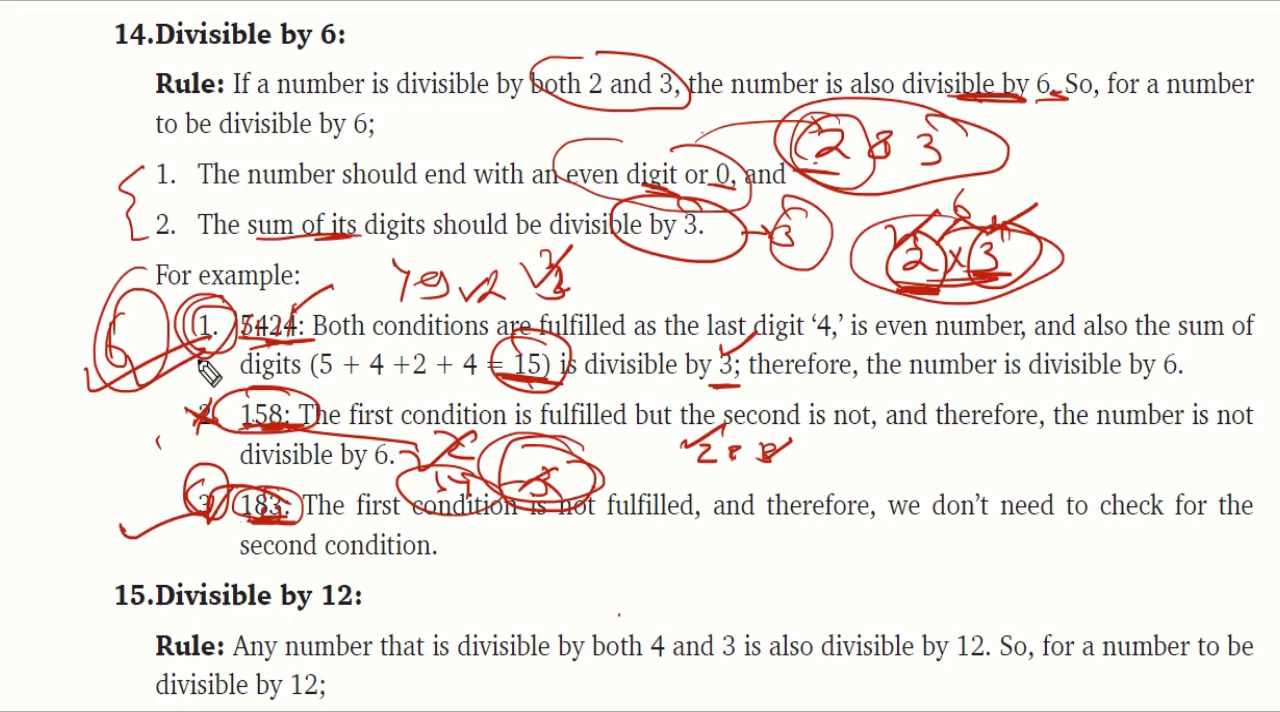 14.Divisible by 6:
Rule: If a number is divisible by both 2 and 3, the number is also divisible by 6. So, for a number
to be divisible by 6;
2 & 3
1. The number should end with an even digit or 0, and
2. The sum of its digits should be divisible by 3.
3
6
2 × 3
For example:
Yes √2
6
1. 5424: Both conditions are fulfilled as the last digit ‘4,’ is even number, and also the sum of
digits (5 + 4 +2 + 4 = 15) is divisible by 3; therefore, the number is divisible by 6.
2. 158: The first condition is fulfilled but the second is not, and therefore, the number is not
divisible by 6.
14
3. 183: The first condition is not fulfilled, and therefore, we don’t need to check for the
second condition.
15.Divisible by 12:
Rule: Any number that is divisible by both 4 and 3 is also divisible by 12. So, for a number to be
divisible by 12;